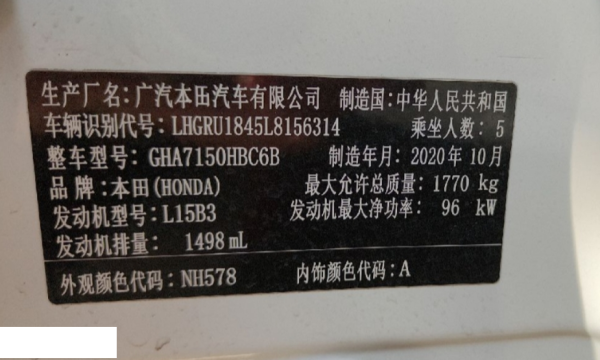 生产厂名:广汽本田汽车有限公司 制造国:中华人民共和国
车辆识别代号:LHGRU1845L8156314 乘坐人数:5
整车型号:GHA7150HBC6B 制造年月:2020年10月
品牌:本田(HONDA) 最大允许总质量:1770 kg
发动机型号:L15B3 发动机最大净功率: 96 kW
发动机排量: 1498 mL
外观颜色代码:NH578 内饰颜色代码:A